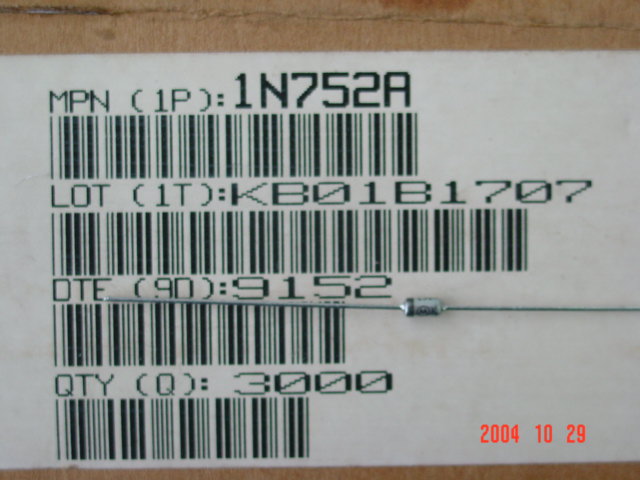 MPN (1P):1N752A
LOT (1T):KB01B1707
DTE (9D):9152
QTY (Q): 3000
2004 10 29